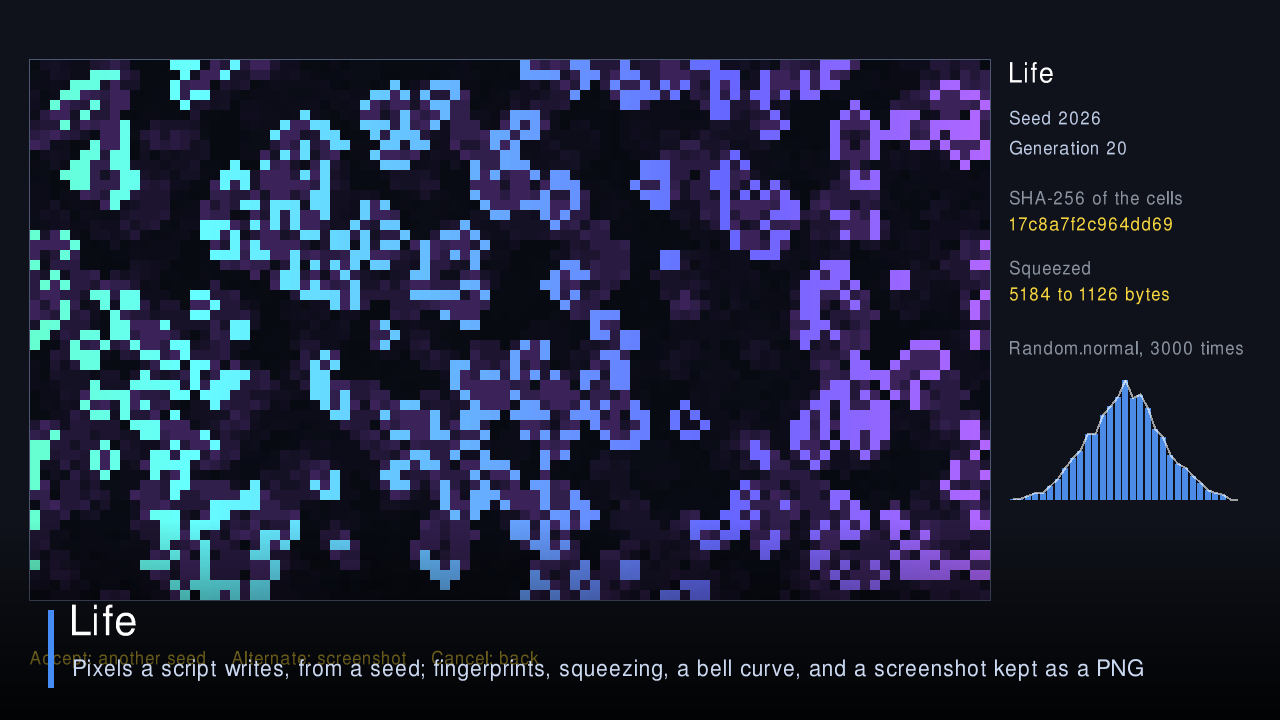 Life
Seed 2026
Generation 20
SHA-256 of the cells
17c8a7f2c964dd69
Squeezed
5184 to 1126 bytes
Random.normal, 3000 times
Life
Accept: another seed Alternate: screenshot Cancel: back
Pixels a script writes, from a seed; fingerprints, squeezing, a bell curve, and a screenshot kept as a PNG